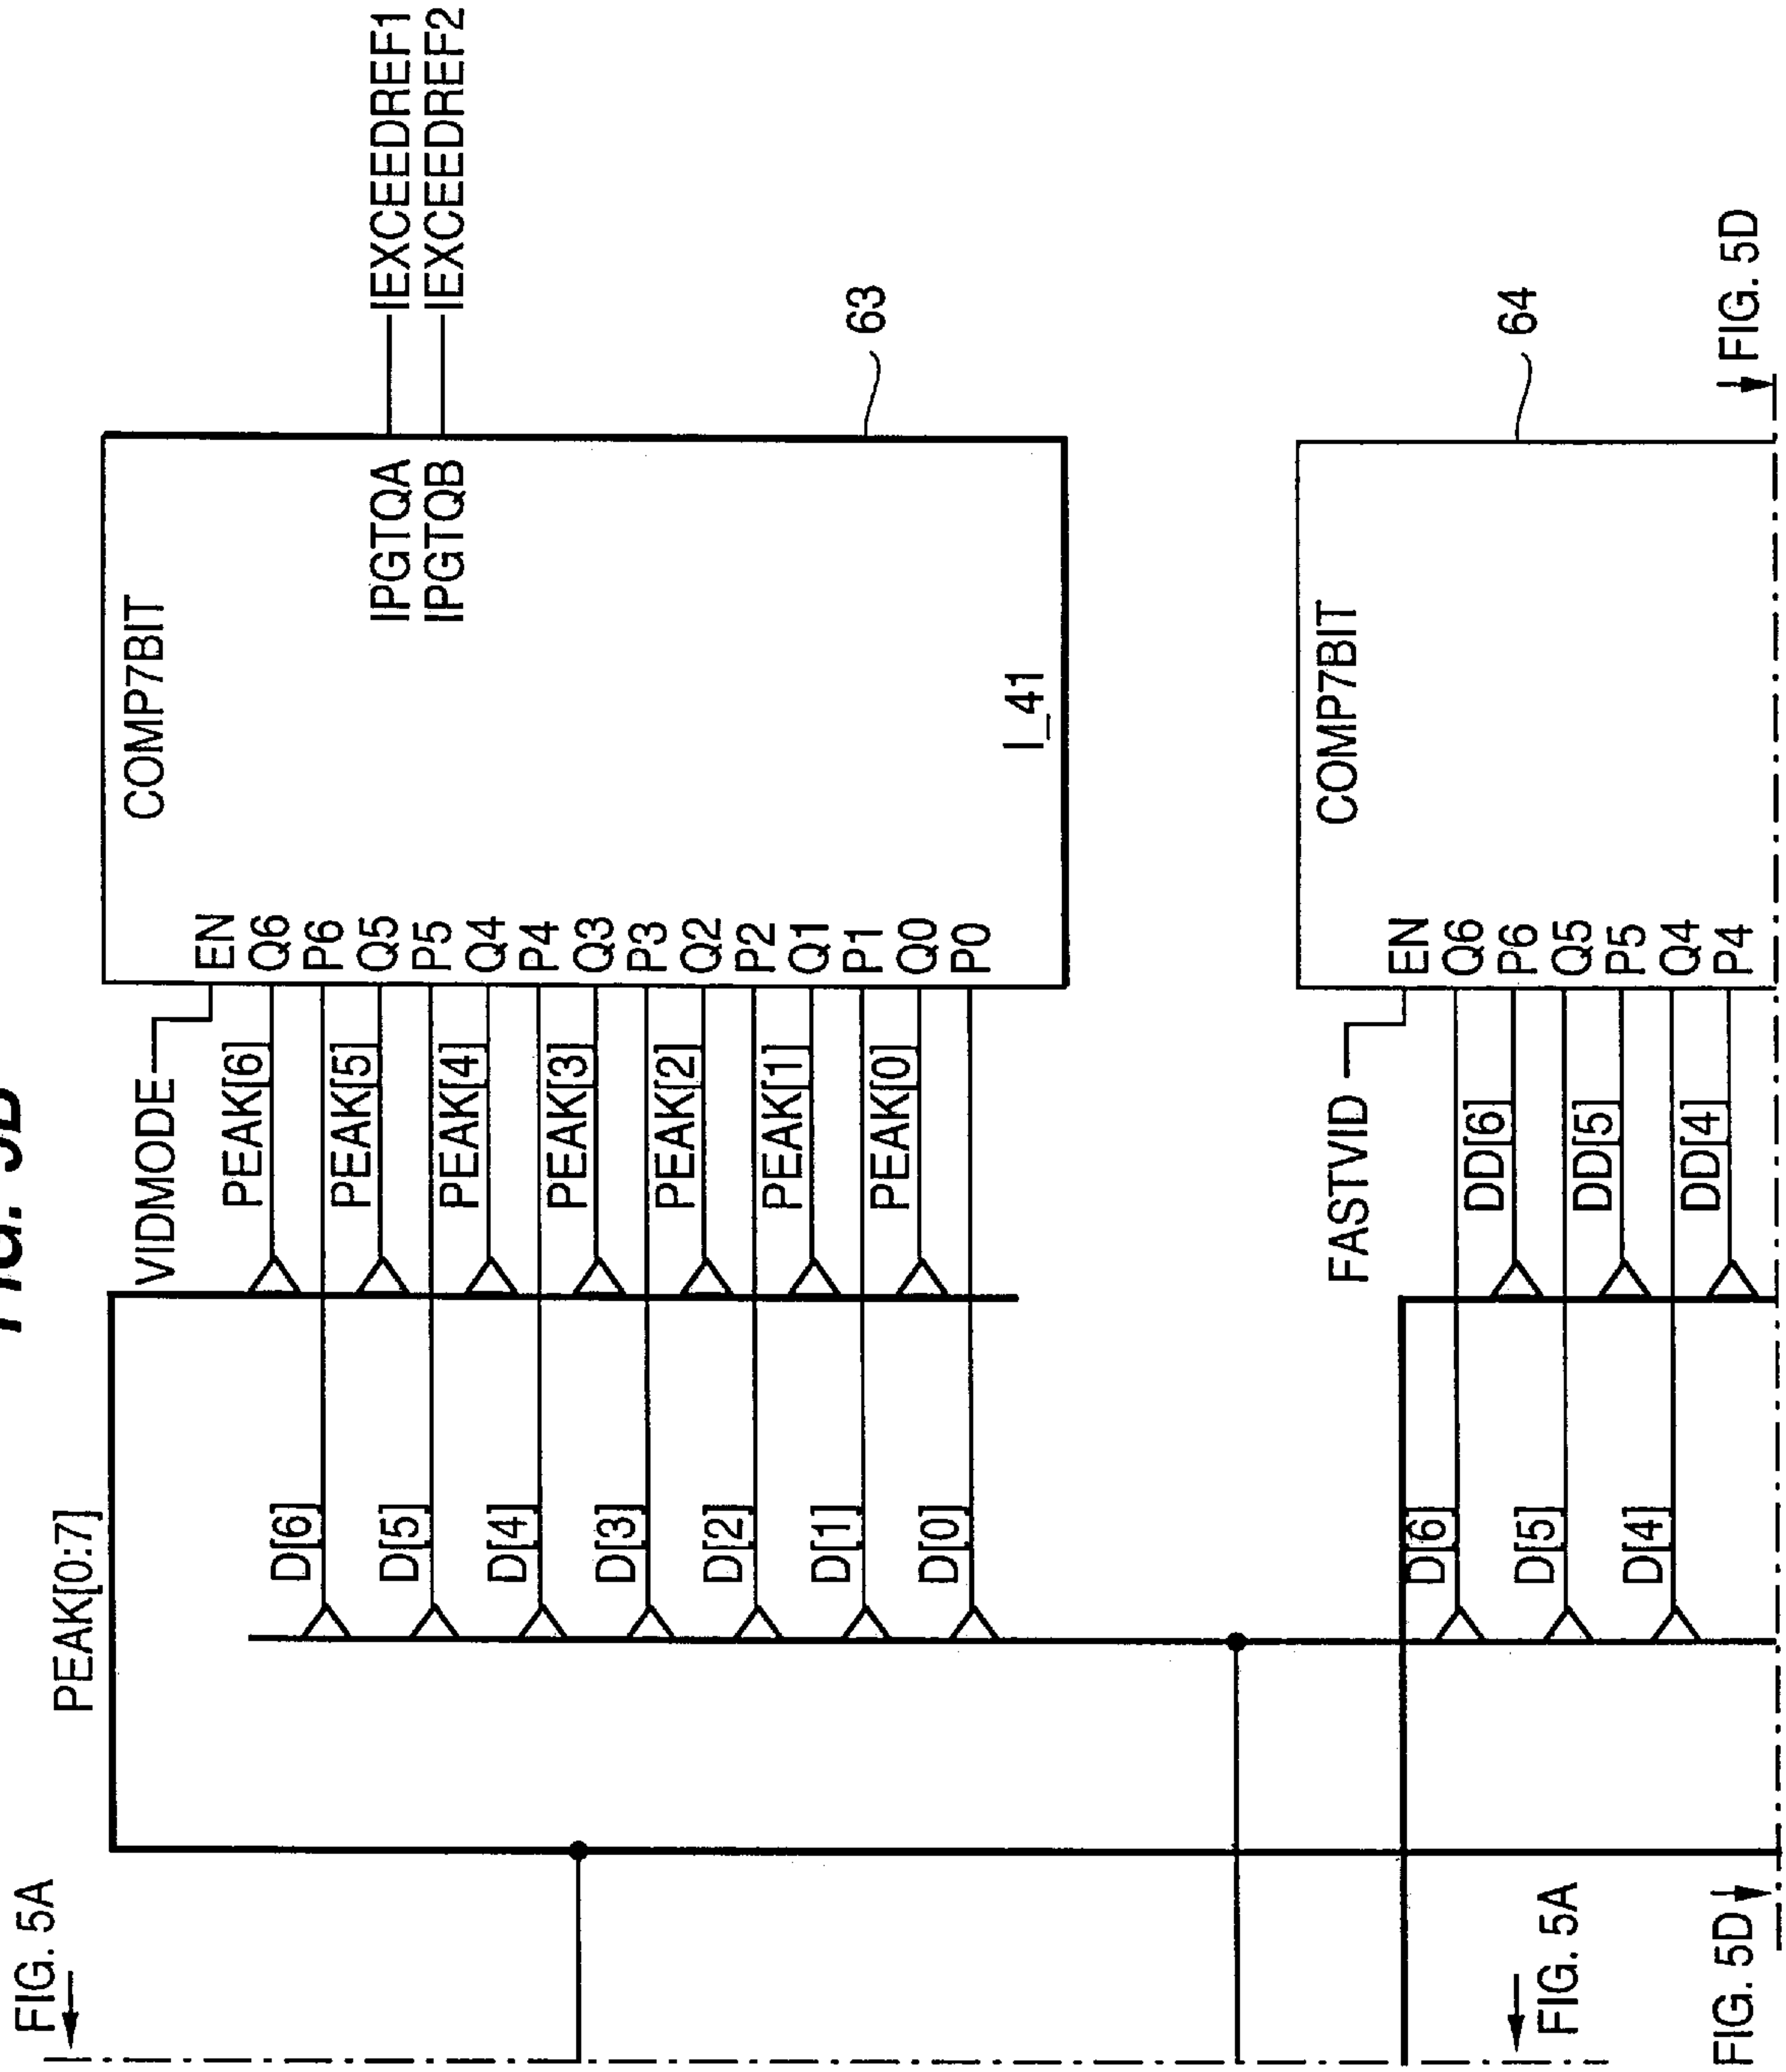 FIG. 5B
FIG. 5A
PEAK[0:7]
D[6]
D[5]
D[4]
D[3]
D[2]
D[1]
D[0]
VIDMODE
PEAK[6]
PEAK[5]
PEAK[4]
PEAK[3]
PEAK[2]
PEAK[1]
PEAK[0]
COMP7BIT
EN
Q6
P6
Q5
P5
Q4
P4
Q3
P3
Q2
P2
Q1
P1
Q0
P0
IPGTQA
IPGTQB
I_41
IEXCEEDREF1
IEXCEEDREF2
63
FIG. 5A
D[6]
D[5]
D[4]
FASTVID
DD[6]
DD[5]
DD[4]
COMP7BIT
EN
Q6
P6
Q5
P5
Q4
P4
64
FIG. 5D
FIG. 5D